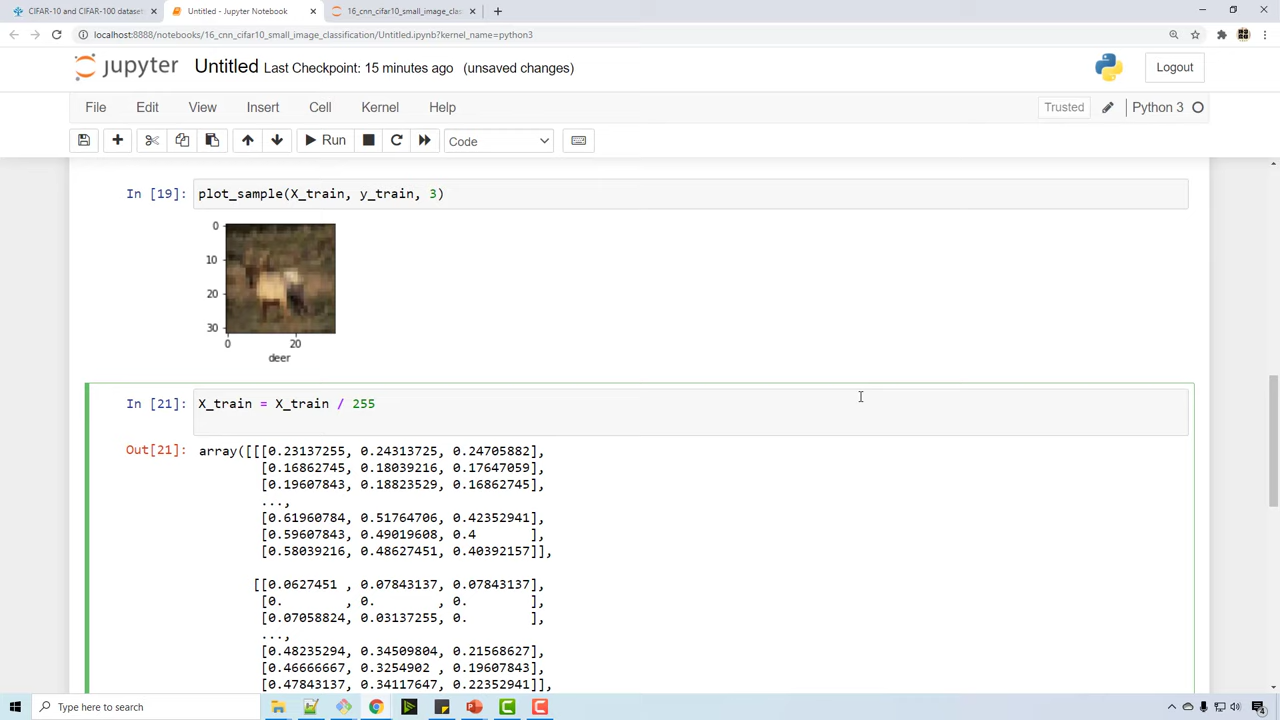 CIFAR-10 and CIFAR-100 dataset
Untitled - Jupyter Notebook
16_cnn_cifar10_small_image_clas
localhost:8888/notebooks/16_cnn_cifar10_small_image_classification/Untitled.ipynb?kernel_name=python3
jupyter Untitled Last Checkpoint: 15 minutes ago (unsaved changes)
Logout
File Edit View Insert Cell Kernel Help
Trusted
Python 3
Run
Code
In [19]: plot_sample(X_train, y_train, 3)
0
10
20
30
0 20
deer
In [21]: X_train = X_train / 255
Out[21]: array([[[0.23137255, 0.24313725, 0.24705882],
[0.16862745, 0.18039216, 0.17647059],
[0.19607843, 0.18823529, 0.16862745],
...,
[0.61960784, 0.51764706, 0.42352941],
[0.59607843, 0.49019608, 0.4 ],
[0.58039216, 0.48627451, 0.40392157]],
[[0.0627451 , 0.07843137, 0.07843137],
[0. , 0. , 0. ],
[0.07058824, 0.03137255, 0. ],
...,
[0.48235294, 0.34509804, 0.21568627],
[0.46666667, 0.3254902 , 0.19607843],
[0.47843137, 0.34117647, 0.22352941]],
Type here to search